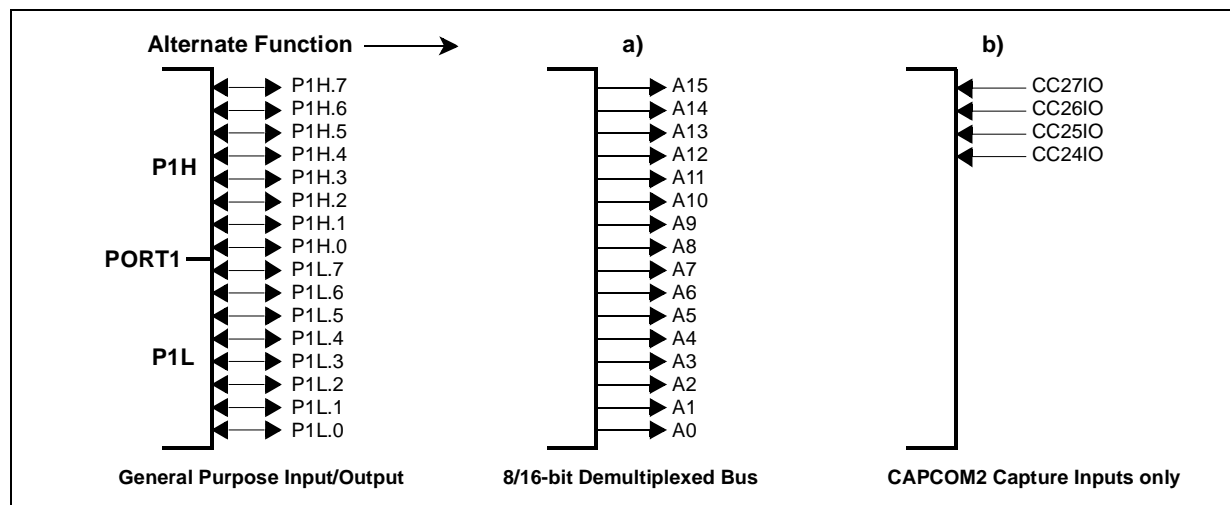 Alternate Function a) b)
P1H.7 A15 CC27IO
P1H.6 A14 CC26IO
P1H.5 A13 CC25IO
P1H.4 A12 CC24IO
P1H
P1H.3 A11
P1H.2 A10
P1H.1 A9
P1H.0 A8
PORT1
P1L.7 A7
P1L.6 A6
P1L.5 A5
P1L.4 A4
P1L
P1L.3 A3
P1L.2 A2
P1L.1 A1
P1L.0 A0
General Purpose Input/Output 8/16-bit Demultiplexed Bus CAPCOM2 Capture Inputs only